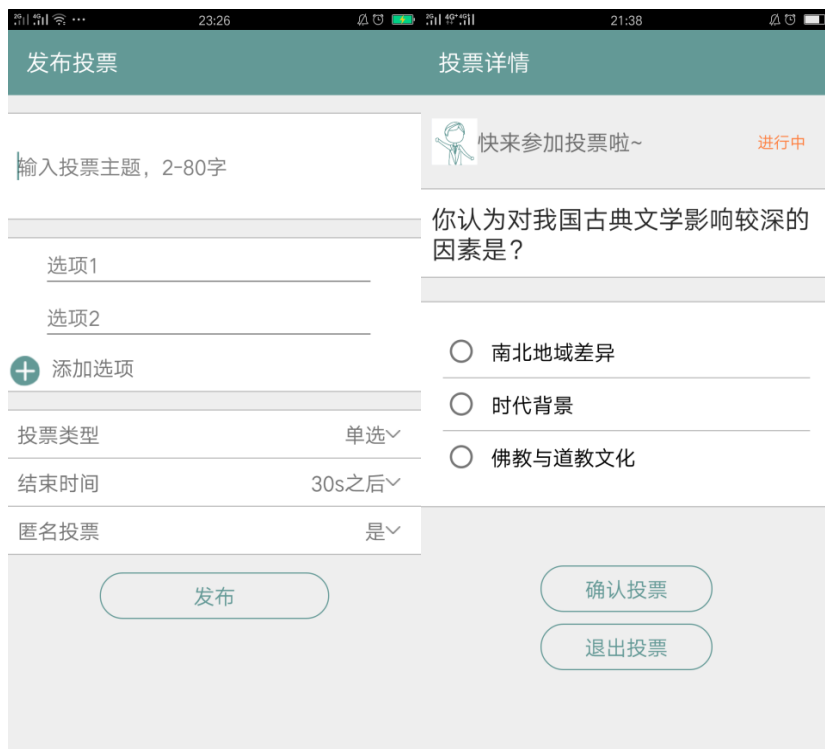 23:26
发布投票
输入投票主题，2-80字
选项1
选项2
添加选项
投票类型 单选
结束时间 30s之后
匿名投票 是
发布
21:38
投票详情
快来参加投票啦~ 进行中
你认为对我国古典文学影响较深的
因素是？
南北地域差异
时代背景
佛教与道教文化
确认投票
退出投票